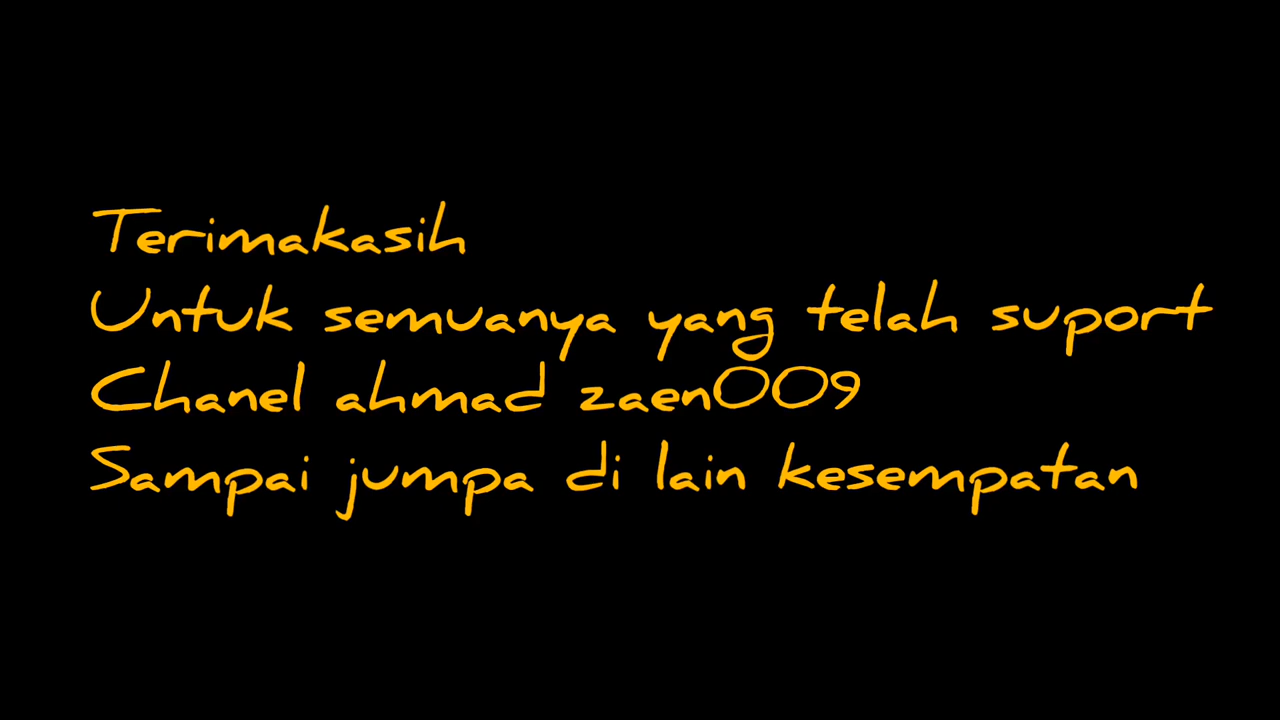 Terimakasih
Untuk semuanya yang telah suport
Chanel ahmad zaen009
Sampai jumpa di lain kesempatan